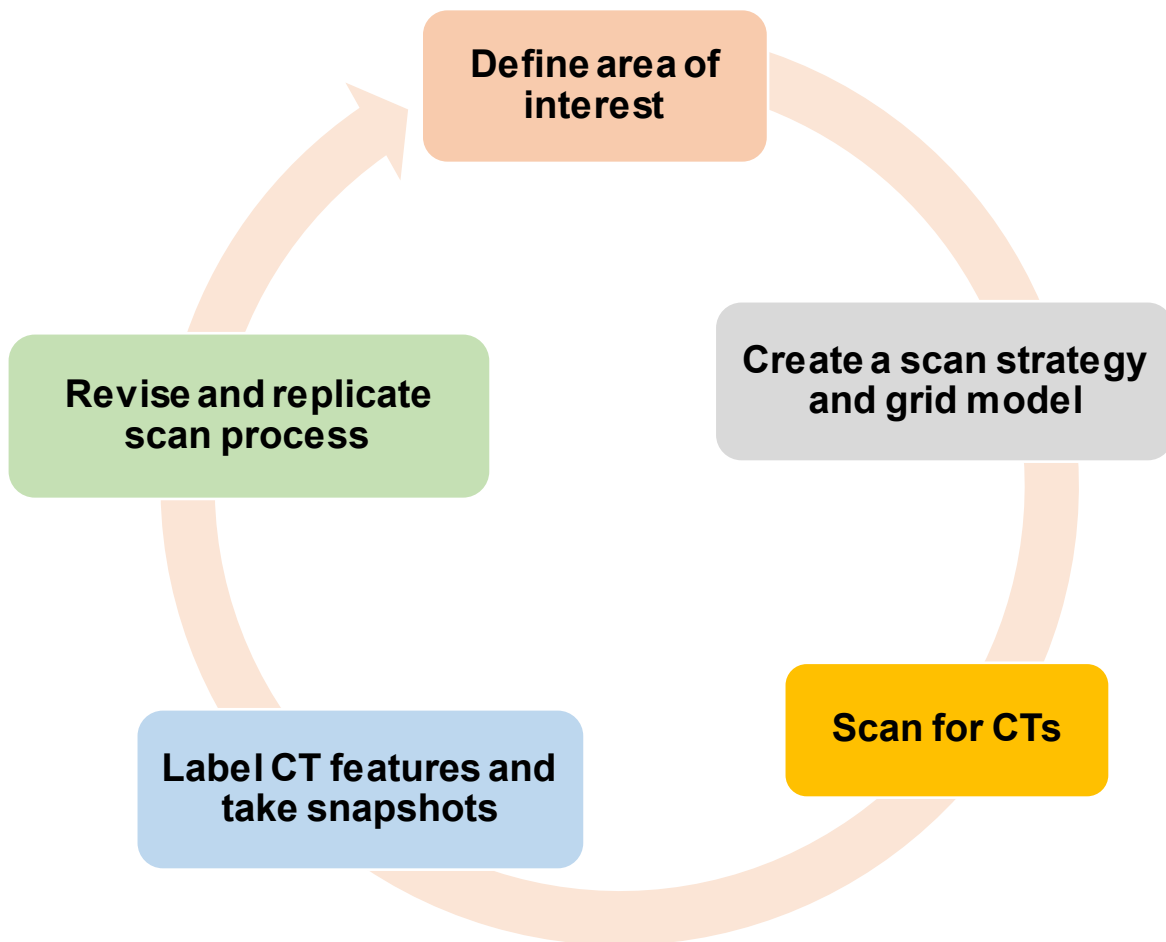 Define area of
interest
Create a scan strategy
and grid model
Scan for CTs
Label CT features and
take snapshots
Revise and replicate
scan process